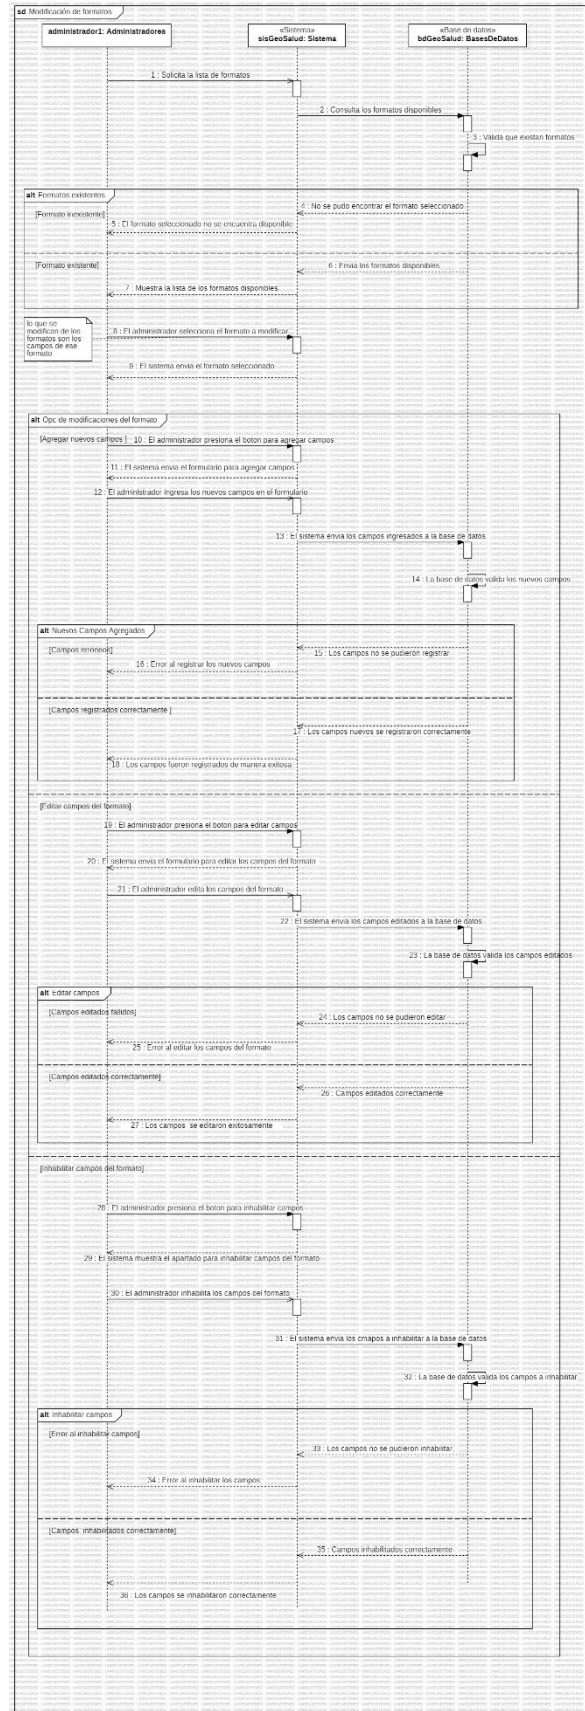 sd Modificación de formatos
administrador1: Administradores
«Sistema»
sisGeoSalud: Sistema
«Base de datos»
bdGeoSalud: BasesDeDatos
1 : Solicita la lista de formatos
2 : Consulta los formatos disponibles
3 : Valida que existan formatos
alt Formatos existentes
[Formato inexistente]
4 : No se pudo encontrar el formato seleccionado
5 : El formato seleccionado no se encuentra disponible
[Formato existente]
6 : Envia los formatos disponibles
7 : Muestra la lista de los formatos disponibles
lo que se
modifican de los
formatos son los
campos de ese
formato
8 : El administrador selecciona el formato a modificar
9 : El sistema envia el formato seleccionado
alt Opc de modificaciones del formato
[Agregar nuevos campos ]
10 : El administrador presiona el boton para agregar campos
11 : El sistema envia el formulario para agregar campos
12 : El administrador ingresa los nuevos campos en el formulario
13 : El sistema envia los campos ingresados a la base de datos
14 : La base de datos valida los nuevos campos
alt Nuevos Campos Agregados
[Campos erroneos]
15 : Los campos no se pudieron registrar
16 : Error al registrar los nuevos campos
[Campos registrados correctamente ]
17 : Los campos nuevos se registraron correctamente
18 : Los campos fueron registrados de manera exitosa
[Editar campos del formato]
19 : El administrador presiona el boton para editar campos
20 : El sistema envia el formulario para editar los campos del formato
21 : El administrador edita los campos del formato
22 : El sistema envia los campos editados a la base de datos
23 : La base de datos valida los campos editados
alt Editar campos
[Campos editados fallidos]
24 : Los campos no se pudieron editar
25 : Error al editar los campos del formato
[Campos editados correctamente]
26 : Campos editados correctamente
27 : Los campos  se editaron exitosamente
[Inhabilitar campos del formato]
28 : El administrador presiona el boton para inhabilitar campos
29 : El sistema muestra el apartado para inhabilitar campos del formato
30 : El administrador inhabilita los campos del formato
31 : El sistema envia los cmapos a inhabilitar a la base de datos
32 : La base de datos valida los campos a inhabilitar
alt Inhabilitar campos
[Error al inhabilitar campos]
33 : Los campos no se pudieron inhabilitar
34 : Error al inhabilitar los campos
[Campos  inhabilitados correctamente]
35 : Campos inhabilitados correctamente
36 : Los campos se inhabilitaron correctamente